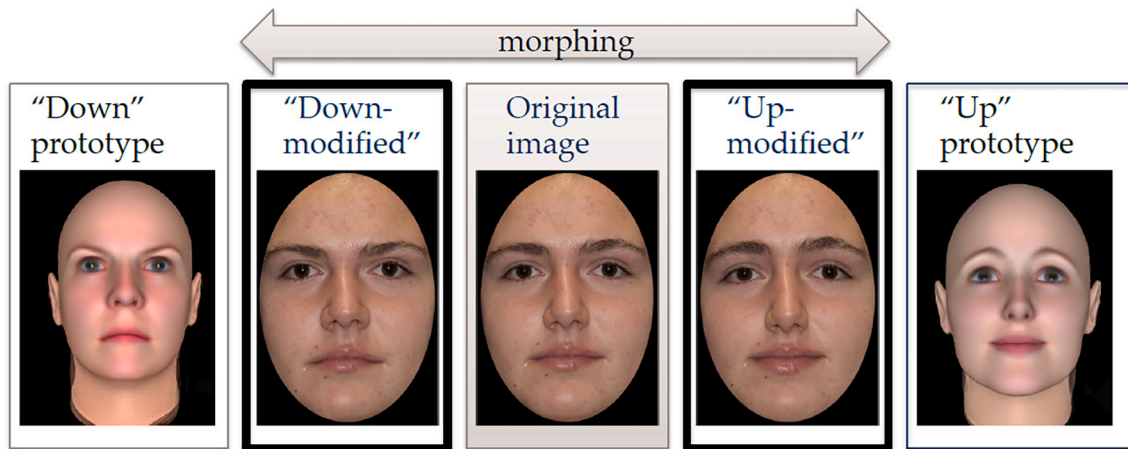 morphing
“Down”
prototype
“Down-
modified”
Original
image
“Up-
modified”
“Up”
prototype